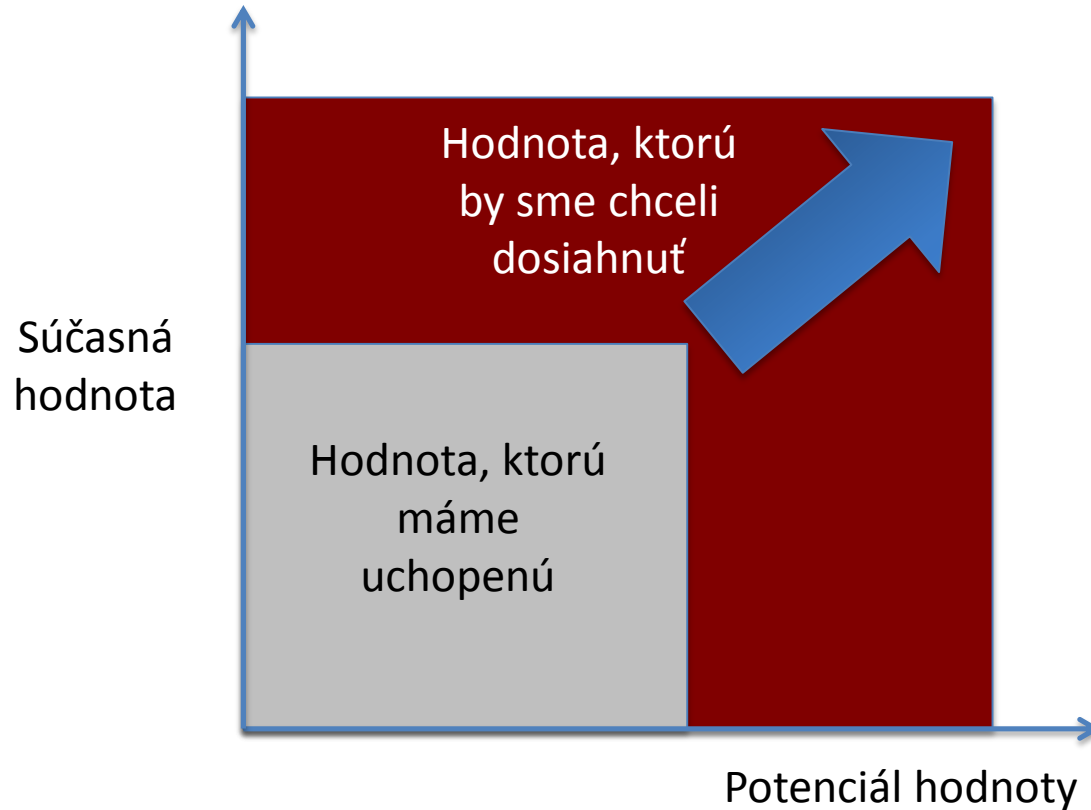 Hodnota, ktorú
by sme chceli
dosiahnuť
Súčasná
hodnota
Hodnota, ktorú
máme
uchopenú
Potenciál hodnoty